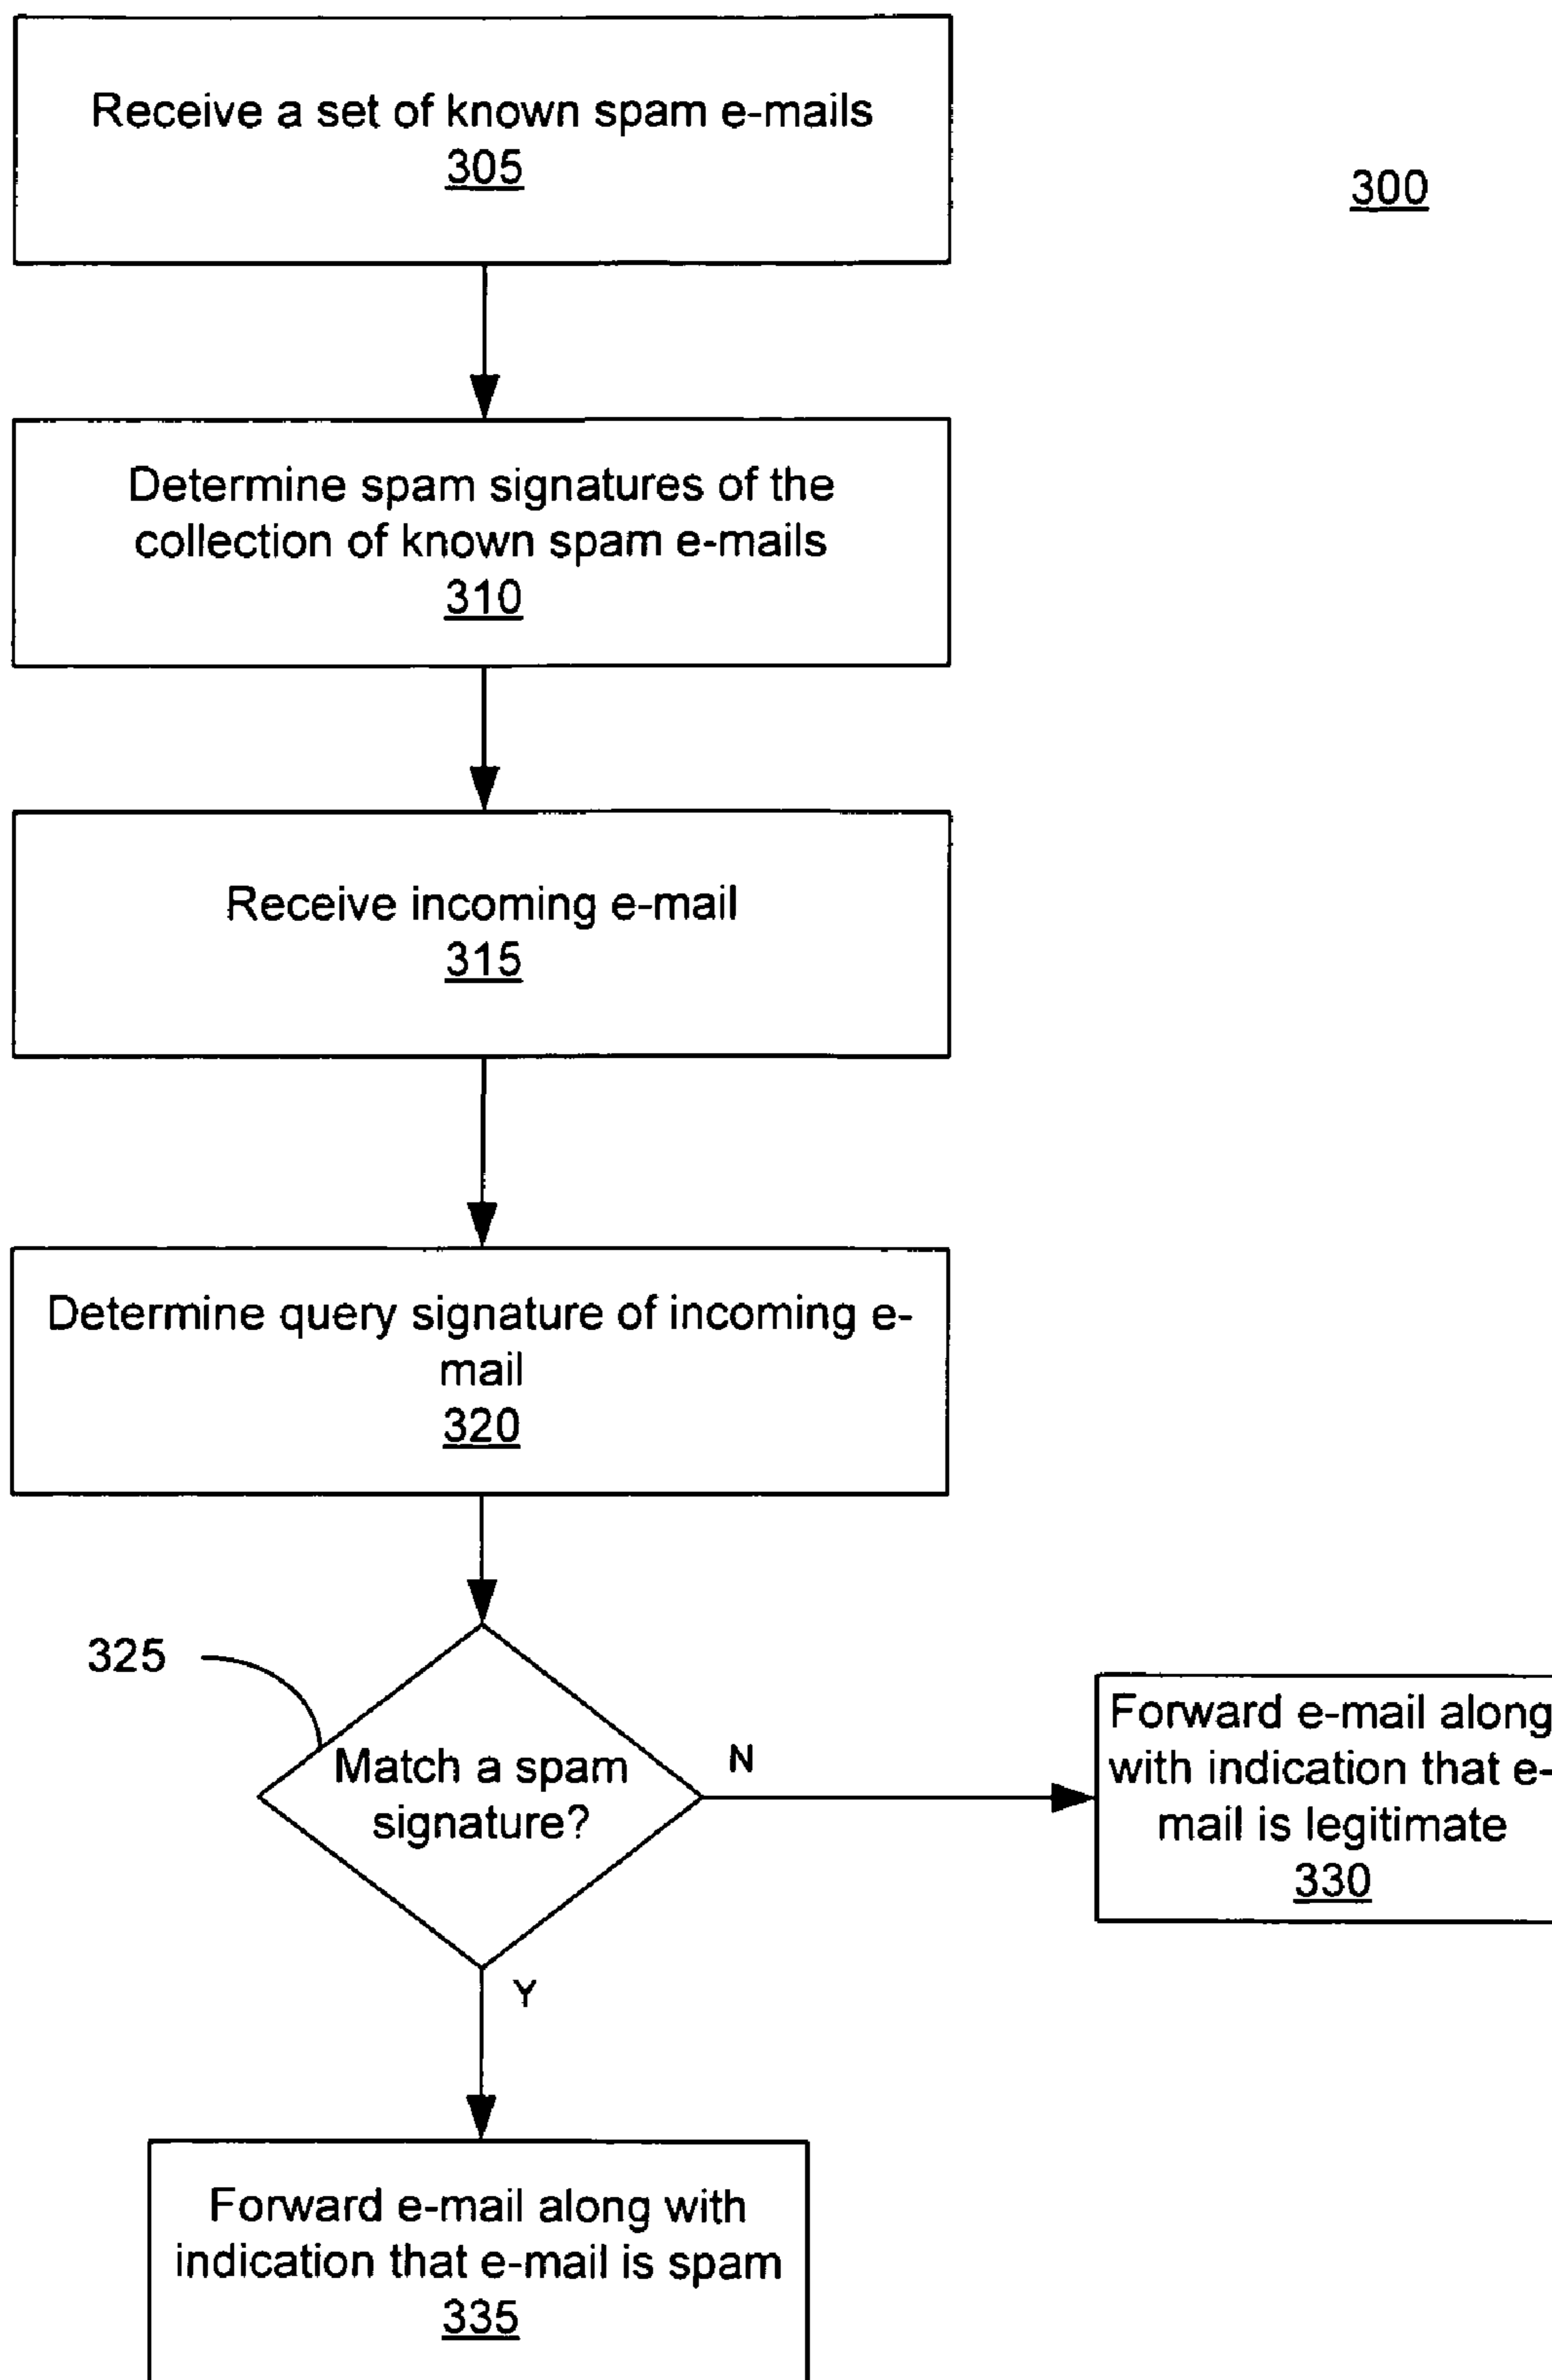 Receive a set of known spam e-mails
305
300
Determine spam signatures of the
collection of known spam e-mails
310
Receive incoming e-mail
315
Determine query signature of incoming e-
mail
320
325
Match a spam
signature?
N
Forward e-mail along
with indication that e-
mail is legitimate
330
Y
Forward e-mail along with
indication that e-mail is spam
335